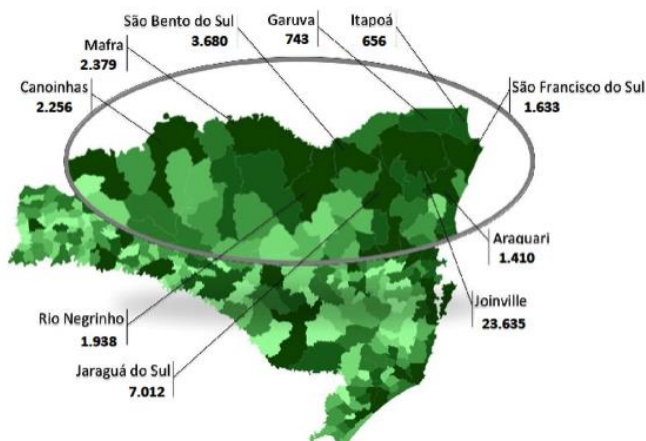 São Bento do Sul
3.680
Garuva
743
Itapoá
656
Mafra
2.379
Canoinhas
2.256
São Francisco do Sul
1.633
Araquari
1.410
Joinville
23.635
Rio Negrinho
1.938
Jaraguá do Sul
7.012